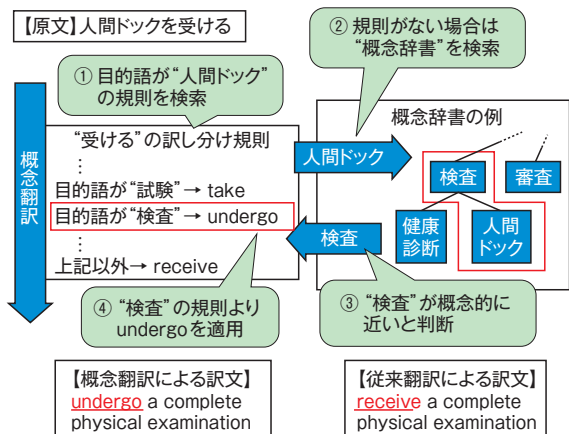 【原文】人間ドックを受ける
② 規則がない場合は
“概念辞書”を検索
① 目的語が“人間ドック”
の規則を検索
概念翻訳
“受ける”の訳し分け規則
⋮
目的語が“試験”→ take
目的語が“検査”→ undergo
⋮
上記以外→ receive
人間ドック
検査
概念辞書の例
検査
審査
健康
診断
人間
ドック
④ “検査”の規則より
undergoを適用
③ “検査”が概念的に
近いと判断
【概念翻訳による訳文】
undergo a complete
physical examination
【従来翻訳による訳文】
receive a complete
physical examination